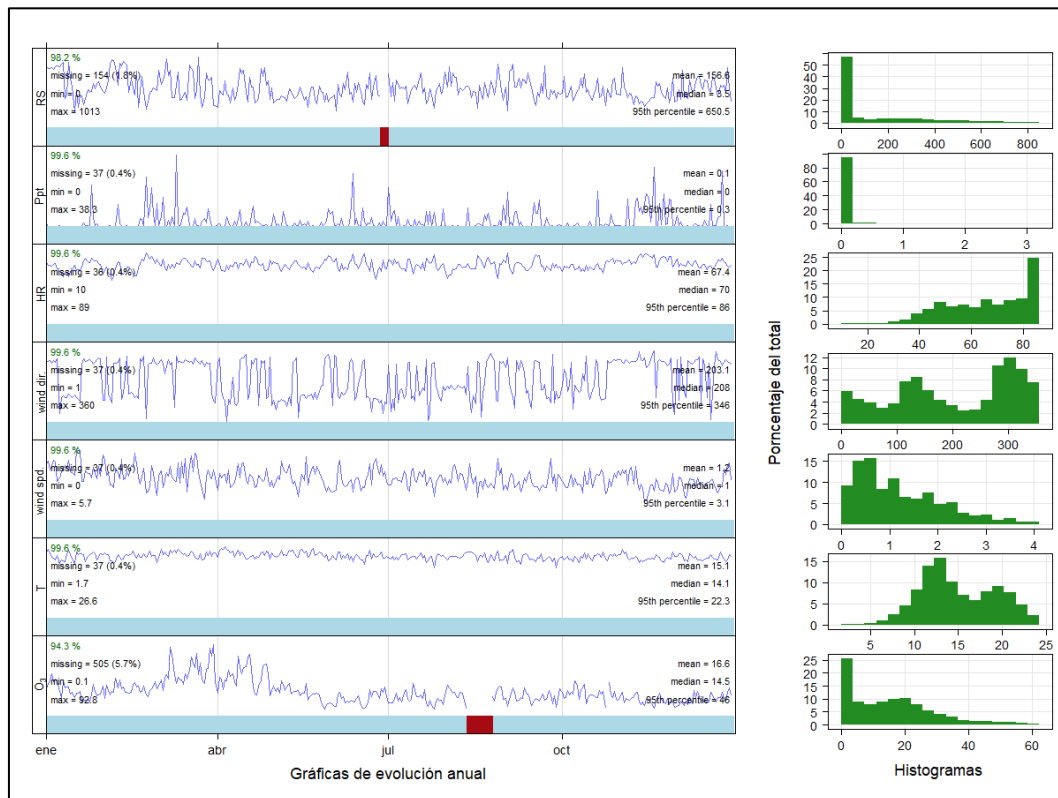 98.2 %
missing = 154 (1.8%)
min = 0
max = 1013
mean = 156.6
median = 3.5
95th percentile = 650.5
RS
99.6 %
missing = 37 (0.4%)
min = 0
max = 38.3
mean = 0.1
median = 0
95th percentile = 0.3
Ppt
99.6 %
missing = 36 (0.4%)
min = 10
max = 89
mean = 67.4
median = 70
95th percentile = 86
HR
99.6 %
missing = 37 (0.4%)
min = 1
max = 360
mean = 203.1
median = 208
95th percentile = 346
wind dir.
99.6 %
missing = 37 (0.4%)
min = 0
max = 5.7
mean = 1.2
median = 1
95th percentile = 3.1
wind spd.
99.6 %
missing = 37 (0.4%)
min = 1.7
max = 26.6
mean = 15.1
median = 14.1
95th percentile = 22.3
T
94.3 %
missing = 505 (5.7%)
min = 0.1
max = 92.8
mean = 16.6
median = 14.5
95th percentile = 46
O3
ene abr jul oct
Gráficas de evolución anual
Porncentaje del total
50
40
30
20
10
0
0 200 400 600 800
80
60
40
20
0
0 1 2 3
25
20
15
10
5
0
20 40 60 80
12
10
8
6
4
2
0
0 100 200 300
15
10
5
0
0 1 2 3 4
15
10
5
0
5 10 15 20 25
25
20
15
10
5
0
0 20 40 60
Histogramas